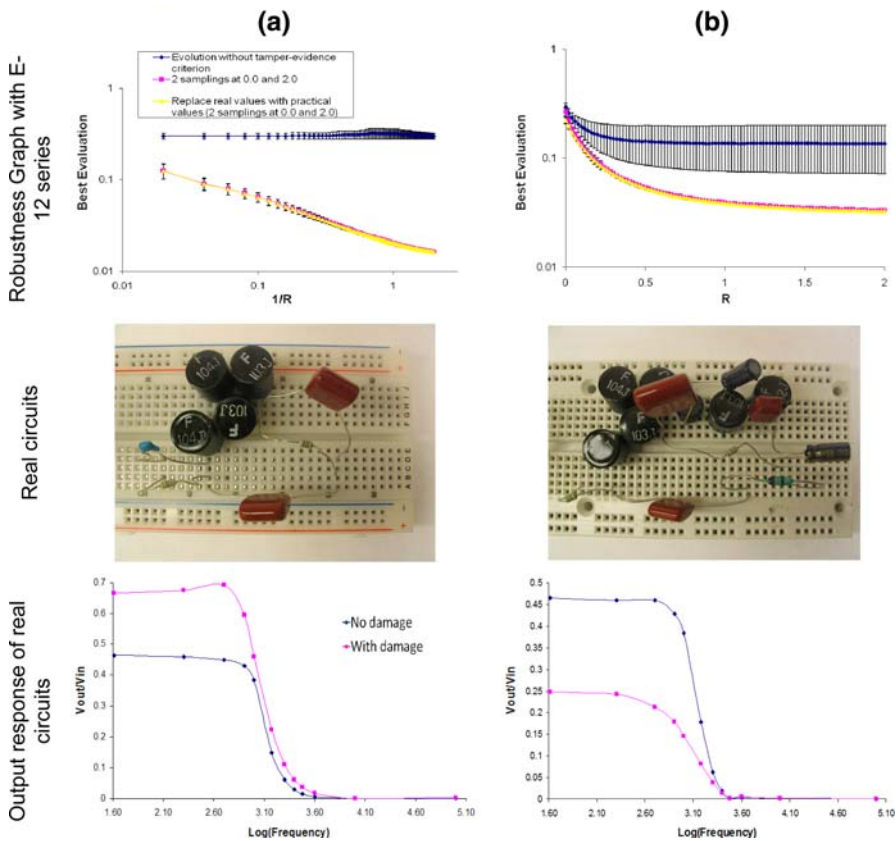 (a)
(b)
Robustness Graph with E-
12 series
Evolution without tamper-evidence
criterion
2 samplings at 0.0 and 2.0
Replace real values with practical
values (2 samplings at 0.0 and 2.0)
Best Evaluation
1
0.1
0.01
0.01
0.1
1
1/R
Best Evaluation
1
0.1
0.01
0
0.5
1
1.5
2
R
Real circuits
F
104J
F
103J
F
104J
F
103J
F
104J
103J
Output response of real
circuits
Vout/Vin
0.7
0.6
0.5
0.4
0.3
0.2
0.1
0
No damage
With damage
1.60
2.10
2.60
3.10
3.60
4.10
4.60
5.10
Log(Frequency)
Vout/Vin
0.5
0.45
0.4
0.35
0.3
0.25
0.2
0.15
0.1
0.05
0
1.60
2.10
2.60
3.10
3.60
4.10
4.60
5.10
Log(Frequency)